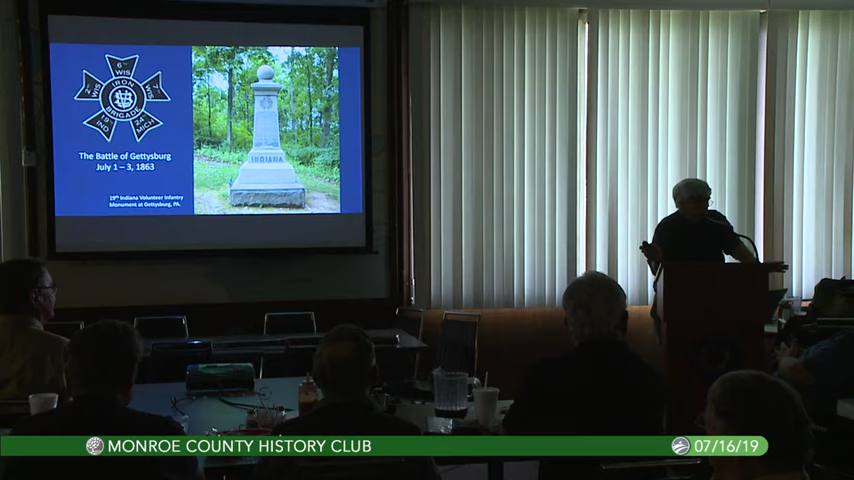 6th
WIS
2nd WIS
IRON
7th WIS
BRIGADE
19th IND
24th MICH
The Battle of Gettysburg
July 1 – 3, 1863
19th Indiana Volunteer Infantry
Monument at Gettysburg, PA.
INDIANA
MONROE COUNTY HISTORY CLUB
07/16/19